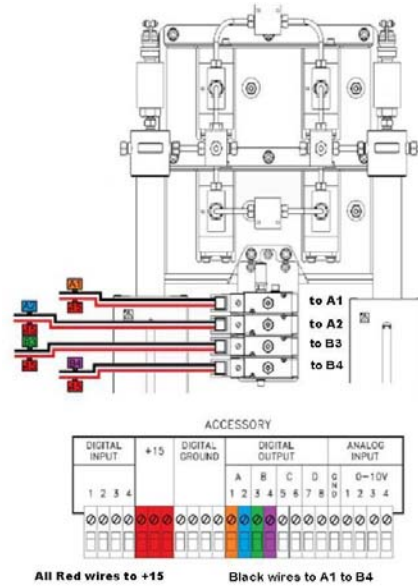 to A1
to A2
to B3
to B4
ACCESSORY
DIGITAL INPUT
+15
DIGITAL GROUND
DIGITAL OUTPUT
ANALOG INPUT
A B C D GND 0-10V
1 2 3 4 1 2 3 4 5 6 7 8 1 2 3 4
All Red wires to +15
Black wires to A1 to B4